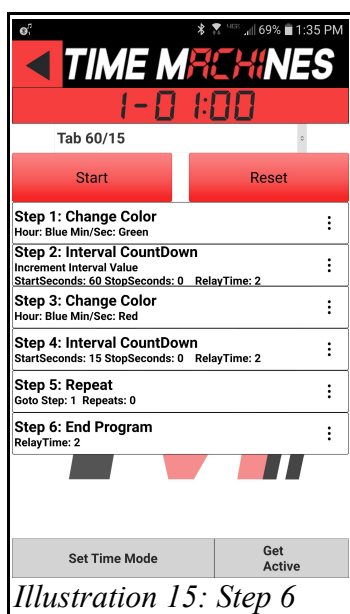 69% 1:35 PM
TIME MACHINES
1-01:00
Tab 60/15
Start Reset
Step 1: Change Color
Hour: Blue Min/Sec: Green
Step 2: Interval CountDown
Increment Interval Value
StartSeconds: 60 StopSeconds: 0 RelayTime: 2
Step 3: Change Color
Hour: Blue Min/Sec: Red
Step 4: Interval CountDown
StartSeconds: 15 StopSeconds: 0 RelayTime: 2
Step 5: Repeat
Goto Step: 1 Repeats: 0
Step 6: End Program
RelayTime: 2
Set Time Mode Get
Active
Illustration 15: Step 6